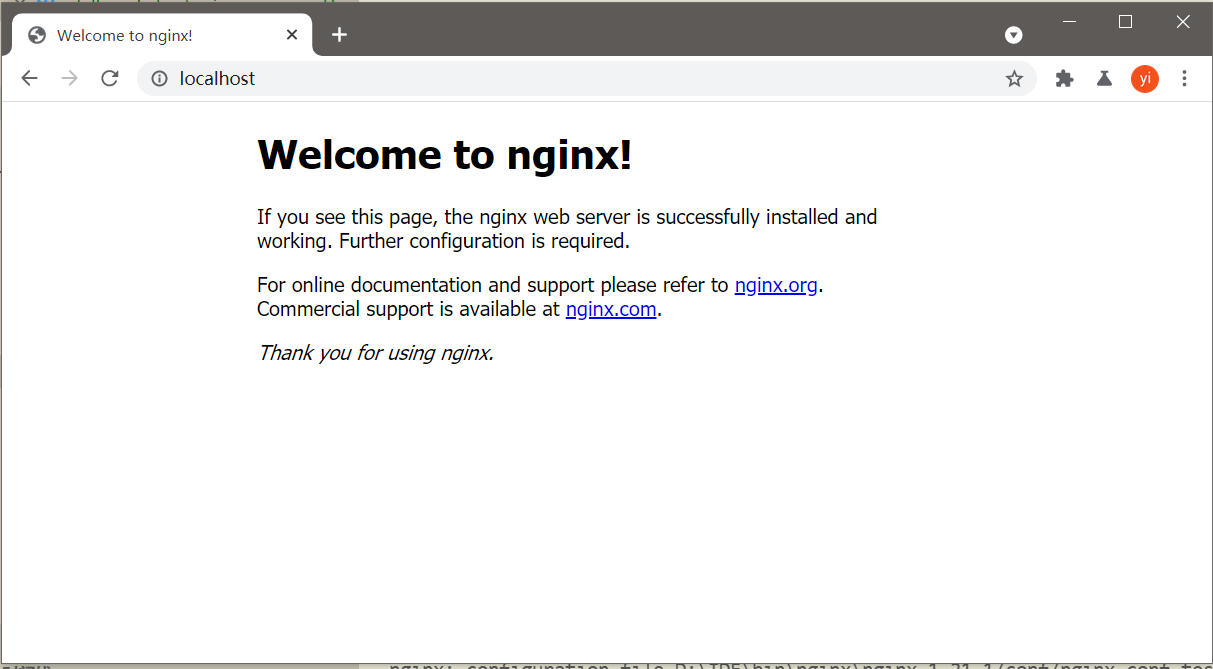 Welcome to nginx!
localhost
yi
Welcome to nginx!
If you see this page, the nginx web server is successfully installed and
working. Further configuration is required.
For online documentation and support please refer to nginx.org.
Commercial support is available at nginx.com.
Thank you for using nginx.
nginx: configuration file D:\IDE\bin\nginx\nginx-1.21.1/conf/nginx.conf tes